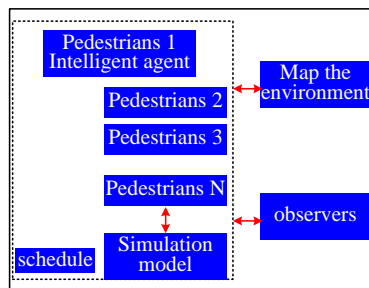 Pedestrians 1
Intelligent agent
Pedestrians 2
Pedestrians 3
Pedestrians N
Simulation
model
schedule
Map the
environment
observers